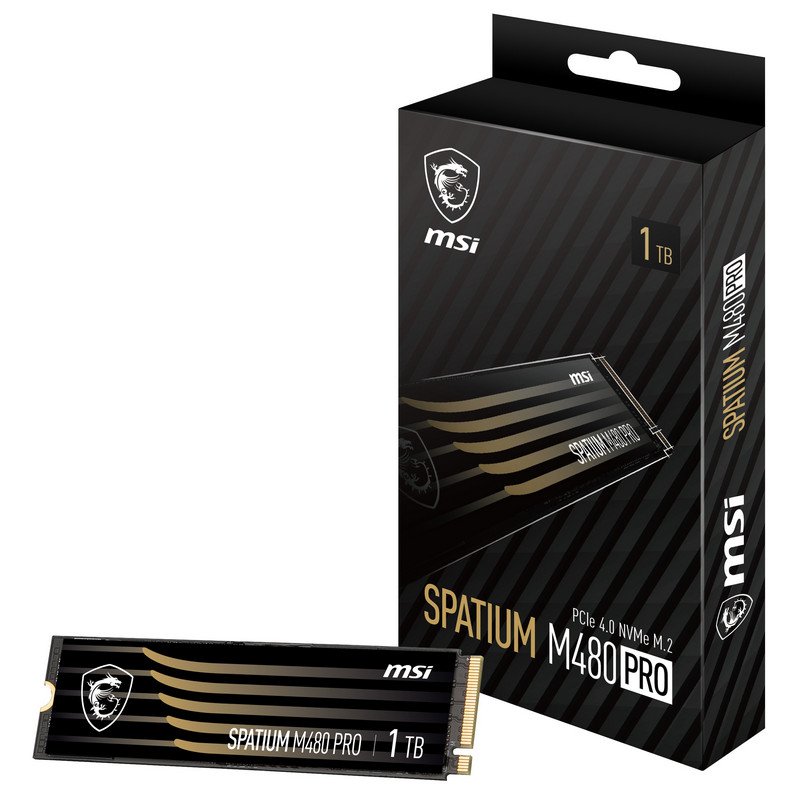 msi
1 TB
msi
SPATIUM M480 PRO
SPATIUM
PCIe 4.0 NVMe M.2
M480 PRO
SPATIUM M480 PRO
msi
msi
SPATIUM M480 PRO | 1 TB